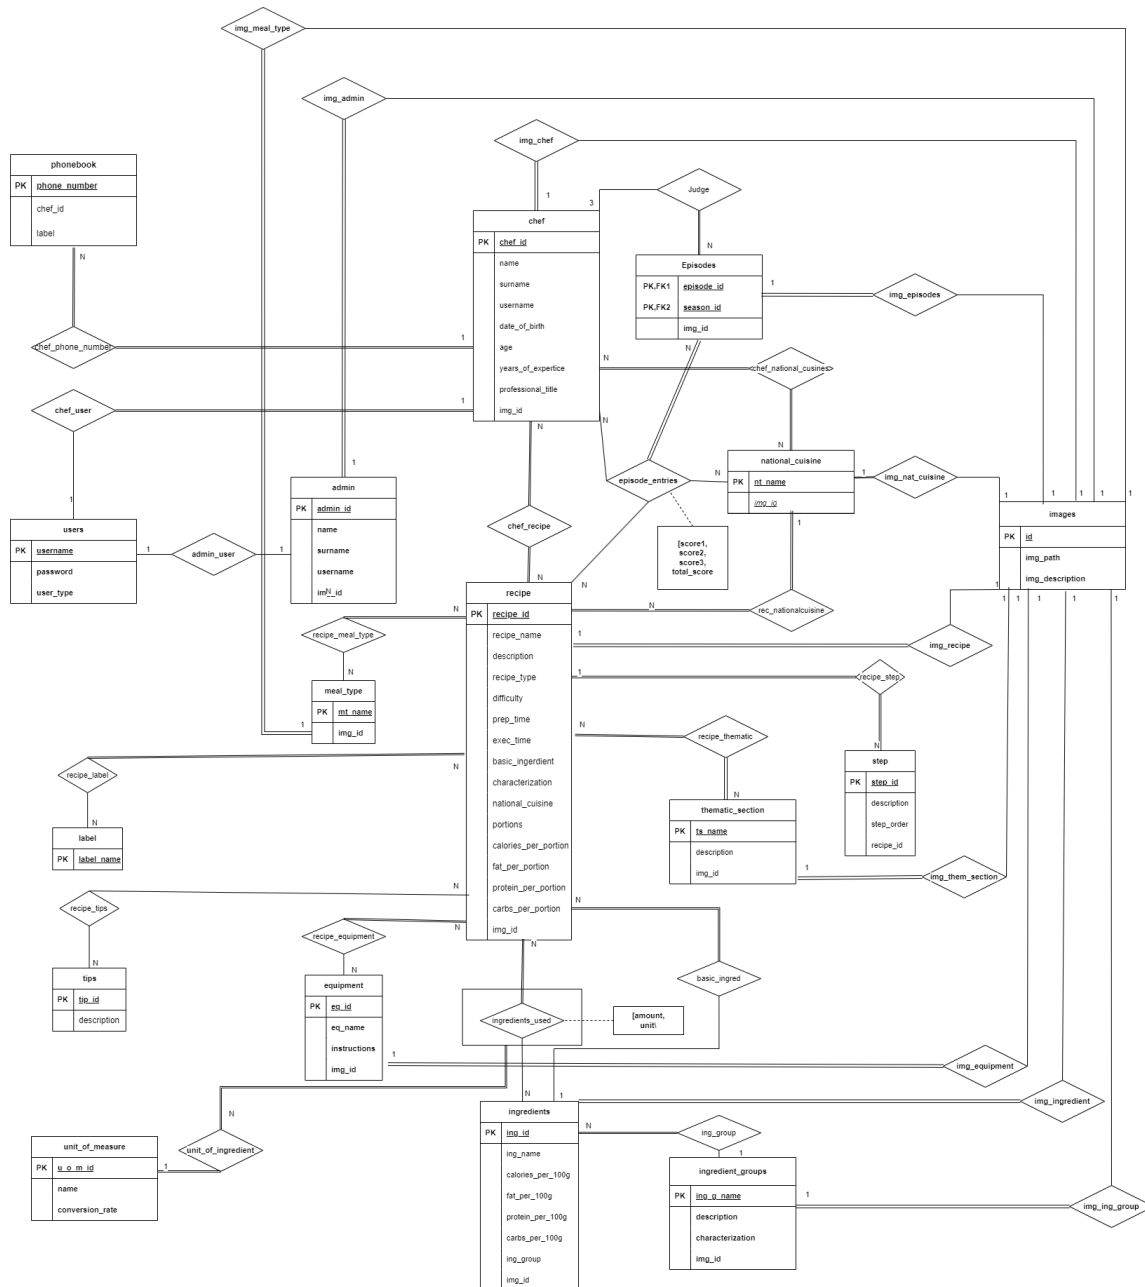 img_meal_type
img_admin
img_chef
phonebook
PK phone_number
chef_id
label
N
chef_phone_number
1
chef_user
1
1
users
PK username
password
user_type
1
admin_user
1
1
admin
PK admin_id
name
surname
username
imN_id
1
3
chef
PK chef_id
name
surname
username
date_of_birth
age
years_of_expertice
professional_title
img_id
Judge
N
Episodes
PK,FK1 episode_id
PK,FK2 season_id
img_id
1
img_episodes
N
N
chef_national_cusines
N
N
N
episode_entries
N
N
national_cuisine
PK nt_name
img_id
1
img_nat_cuisine
1
[score1,
score2,
score3,
total_score
chef_recipe
N
N
rec_nationalcuisine
1
1 1 1 1
images
PK id
img_path
img_description
1 1 1 1 1 1
img_recipe
recipe
PK recipe_id
recipe_name
description
recipe_type
difficulty
prep_time
exec_time
basic_ingerdient
characterization
national_cuisine
portions
calories_per_portion
fat_per_portion
protein_per_portion
carbs_per_portion
img_id
N
recipe_meal_type
N
meal_type
PK mt_name
img_id
1
1
recipe_step
N
step
PK step_id
description
step_order
recipe_id
N
recipe_thematic
N
thematic_section
PK ts_name
description
img_id
1
img_them_section
recipe_label
N
N
label
PK label_name
recipe_tips
N
N
tips
PK tip_id
description
recipe_equipment
N
N
equipment
PK eq_id
eq_name
instructions
img_id
1
img_equipment
N
basic_ingred
N
ingredients_used
[amount,
unit\
N
1
img_ingredient
N
unit_of_ingredient
1
unit_of_measure
PK u_o_m_id
name
conversion_rate
ingredients
PK ing_id
ing_name
calories_per_100g
fat_per_100g
protein_per_100g
carbs_per_100g
ing_group
img_id
N
ing_group
1
ingredient_groups
PK ing_g_name
description
characterization
img_id
1
img_ing_group